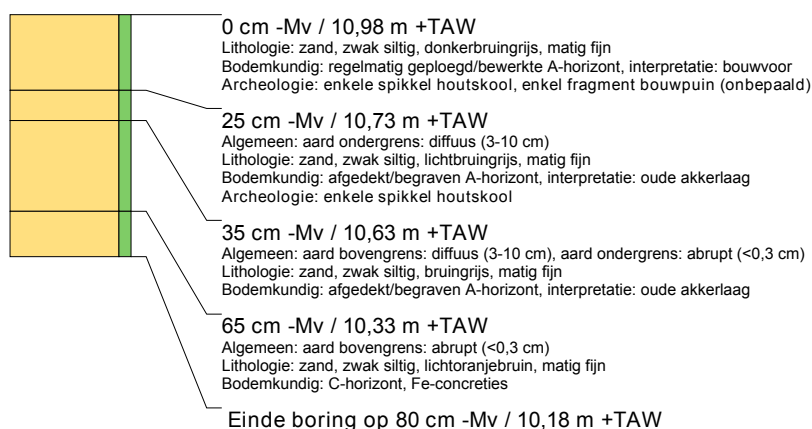 0 cm -Mv / 10,98 m +TAW
Lithologie: zand, zwak siltig, donkerbruingrijs, matig fijn
Bodemkundig: regelmatig geploegd/bewerkte A-horizont, interpretatie: bouwvoor
Archeologie: enkele spikkel houtskool, enkel fragment bouwpuin (onbepaald)
25 cm -Mv / 10,73 m +TAW
Algemeen: aard ondergrens: diffuus (3-10 cm)
Lithologie: zand, zwak siltig, lichtbruingrijs, matig fijn
Bodemkundig: afgedekt/begraven A-horizont, interpretatie: oude akkerlaag
Archeologie: enkele spikkel houtskool
35 cm -Mv / 10,63 m +TAW
Algemeen: aard bovengrens: diffuus (3-10 cm), aard ondergrens: abrupt (<0,3 cm)
Lithologie: zand, zwak siltig, bruingrijs, matig fijn
Bodemkundig: afgedekt/begraven A-horizont, interpretatie: oude akkerlaag
65 cm -Mv / 10,33 m +TAW
Algemeen: aard bovengrens: abrupt (<0,3 cm)
Lithologie: zand, zwak siltig, lichtoranjebruin, matig fijn
Bodemkundig: C-horizont, Fe-concreties
Einde boring op 80 cm -Mv / 10,18 m +TAW